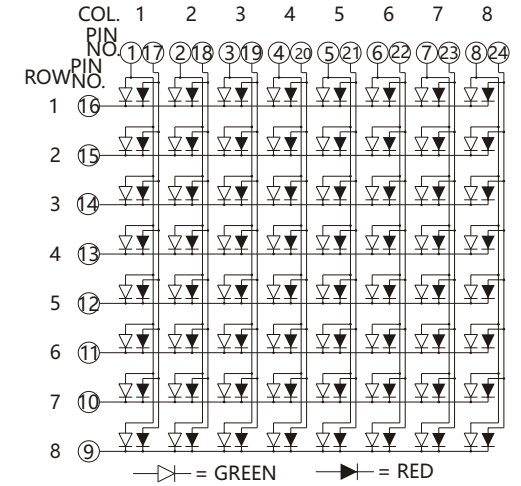 COL. 1 2 3 4 5 6 7 8
PIN
NO. 1 17 2 18 3 19 4 20 5 21 6 22 7 23 8 24
PIN
ROW NO.
1 16
2 15
3 14
4 13
5 12
6 11
7 10
8 9
= GREEN = RED